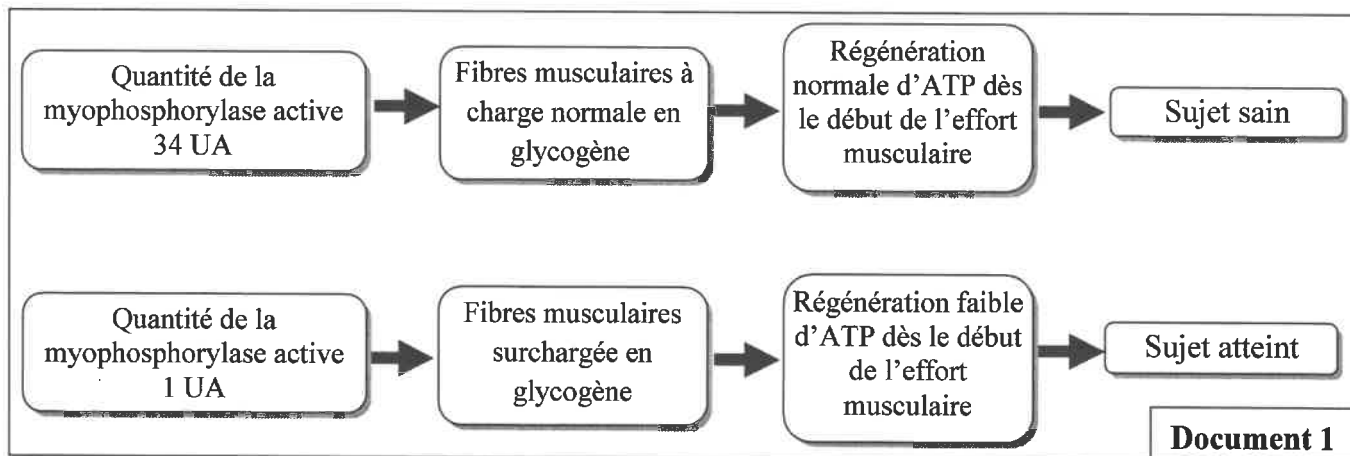 Quantité de la
myophosphorylase active
34 UA
Fibres musculaires à
charge normale en
glycogène
Régénération
normale d'ATP dès
le début de l'effort
musculaire
Sujet sain
Quantité de la
myophosphorylase active
1 UA
Fibres musculaires
surchargée en
glycogène
Régénération faible
d'ATP dès le début
de l'effort
musculaire
Sujet atteint
Document 1